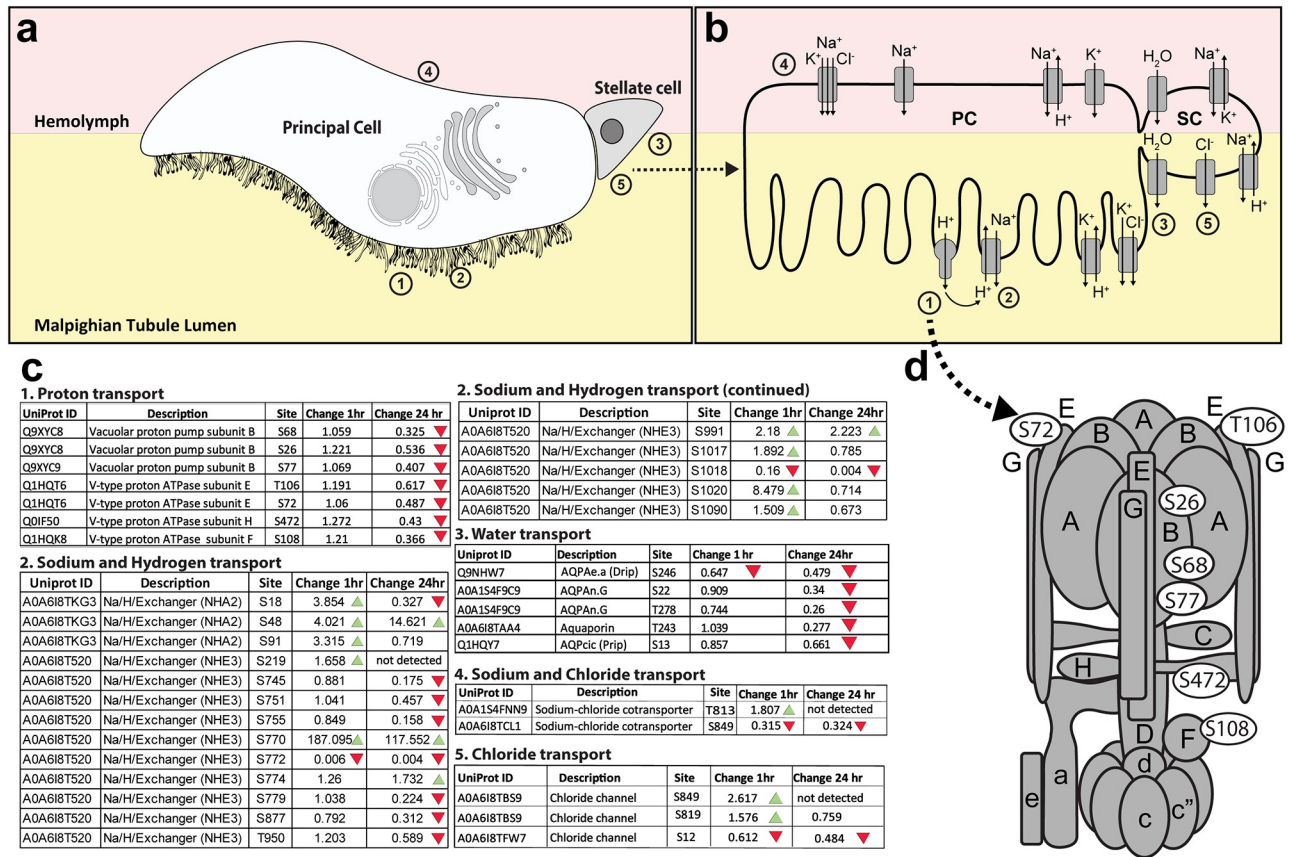 a
4
Stellate cell
Hemolymph
Principal Cell
3
5
1
2
Malpighian Tubule Lumen
b
4
K⁺ Na⁺ Cl⁻
Na⁺
Na⁺
H⁺
K⁺
H₂O
Na⁺
K⁺
PC
SC
H₂O
Cl⁻
Na⁺
H⁺
3
5
H⁺
Na⁺
H⁺
1
2
K⁺
H⁺
K⁺
Cl⁻
c
1. Proton transport
UniProt ID Description Site Change 1hr Change 24 hr
Q9XYC8 Vacuolar proton pump subunit B S68 1.059 0.325
Q9XYC8 Vacuolar proton pump subunit B S26 1.221 0.536
Q9XYC9 Vacuolar proton pump subunit B S77 1.069 0.407
Q1HQT6 V-type proton ATPase subunit E T106 1.191 0.617
Q1HQT6 V-type proton ATPase subunit E S72 1.06 0.487
Q0IF50 V-type proton ATPase subunit H S472 1.272 0.43
Q1HQK8 V-type proton ATPase subunit F S108 1.21 0.366
2. Sodium and Hydrogen transport
UniProt ID Description Site Change 1hr Change 24hr
A0A6I8TKG3 Na/H/Exchanger (NHA2) S18 3.854 0.327
A0A6I8TKG3 Na/H/Exchanger (NHA2) S48 4.021 14.621
A0A6I8TKG3 Na/H/Exchanger (NHA2) S91 3.315 0.719
A0A6I8T520 Na/H/Exchanger (NHE3) S219 1.658 not detected
A0A6I8T520 Na/H/Exchanger (NHE3) S745 0.881 0.175
A0A6I8T520 Na/H/Exchanger (NHE3) S751 1.041 0.457
A0A6I8T520 Na/H/Exchanger (NHE3) S755 0.849 0.158
A0A6I8T520 Na/H/Exchanger (NHE3) S770 187.095 117.552
A0A6I8T520 Na/H/Exchanger (NHE3) S772 0.006 0.004
A0A6I8T520 Na/H/Exchanger (NHE3) S774 1.26 1.732
A0A6I8T520 Na/H/Exchanger (NHE3) S779 1.038 0.224
A0A6I8T520 Na/H/Exchanger (NHE3) S877 0.792 0.312
A0A6I8T520 Na/H/Exchanger (NHE3) T950 1.203 0.589
2. Sodium and Hydrogen transport (continued)
UniProt ID Description Site Change 1hr Change 24hr
A0A6I8T520 Na/H/Exchanger (NHE3) S991 2.18 2.223
A0A6I8T520 Na/H/Exchanger (NHE3) S1017 1.892 0.785
A0A6I8T520 Na/H/Exchanger (NHE3) S1018 0.16 0.004
A0A6I8T520 Na/H/Exchanger (NHE3) S1020 8.479 0.714
A0A6I8T520 Na/H/Exchanger (NHE3) S1090 1.509 0.673
3. Water transport
Uniprot ID Description Site Change 1 hr Change 24hr
Q9NHW7 AQPAe.a (Drip) S246 0.647 0.479
A0A1S4F9C9 AQPAn.G S22 0.909 0.34
A0A1S4F9C9 AQPAn.G T278 0.744 0.26
A0A6I8TAA4 Aquaporin T243 1.039 0.277
Q1HQY7 AQPcic (Prip) S13 0.857 0.661
4. Sodium and Chloride transport
UniProt ID Description Site Change 1hr Change 24 hr
A0A1S4FNN9 Sodium-chloride cotransporter T813 1.807 not detected
A0A6I8TCL1 Sodium-chloride cotransporter S849 0.315 0.324
5. Chloride transport
UniProt ID Description Site Change 1hr Change 24 hr
A0A6I8TBS9 Chloride channel S849 2.617 not detected
A0A6I8TBS9 Chloride channel S819 1.576 0.759
A0A6I8TFW7 Chloride channel S12 0.612 0.484
d
S72
E
A
E
T106
B
B
G
G
E
G
S26
A
B
A
S68
S77
C
H
S472
D
F
S108
d
e
a
c
c"